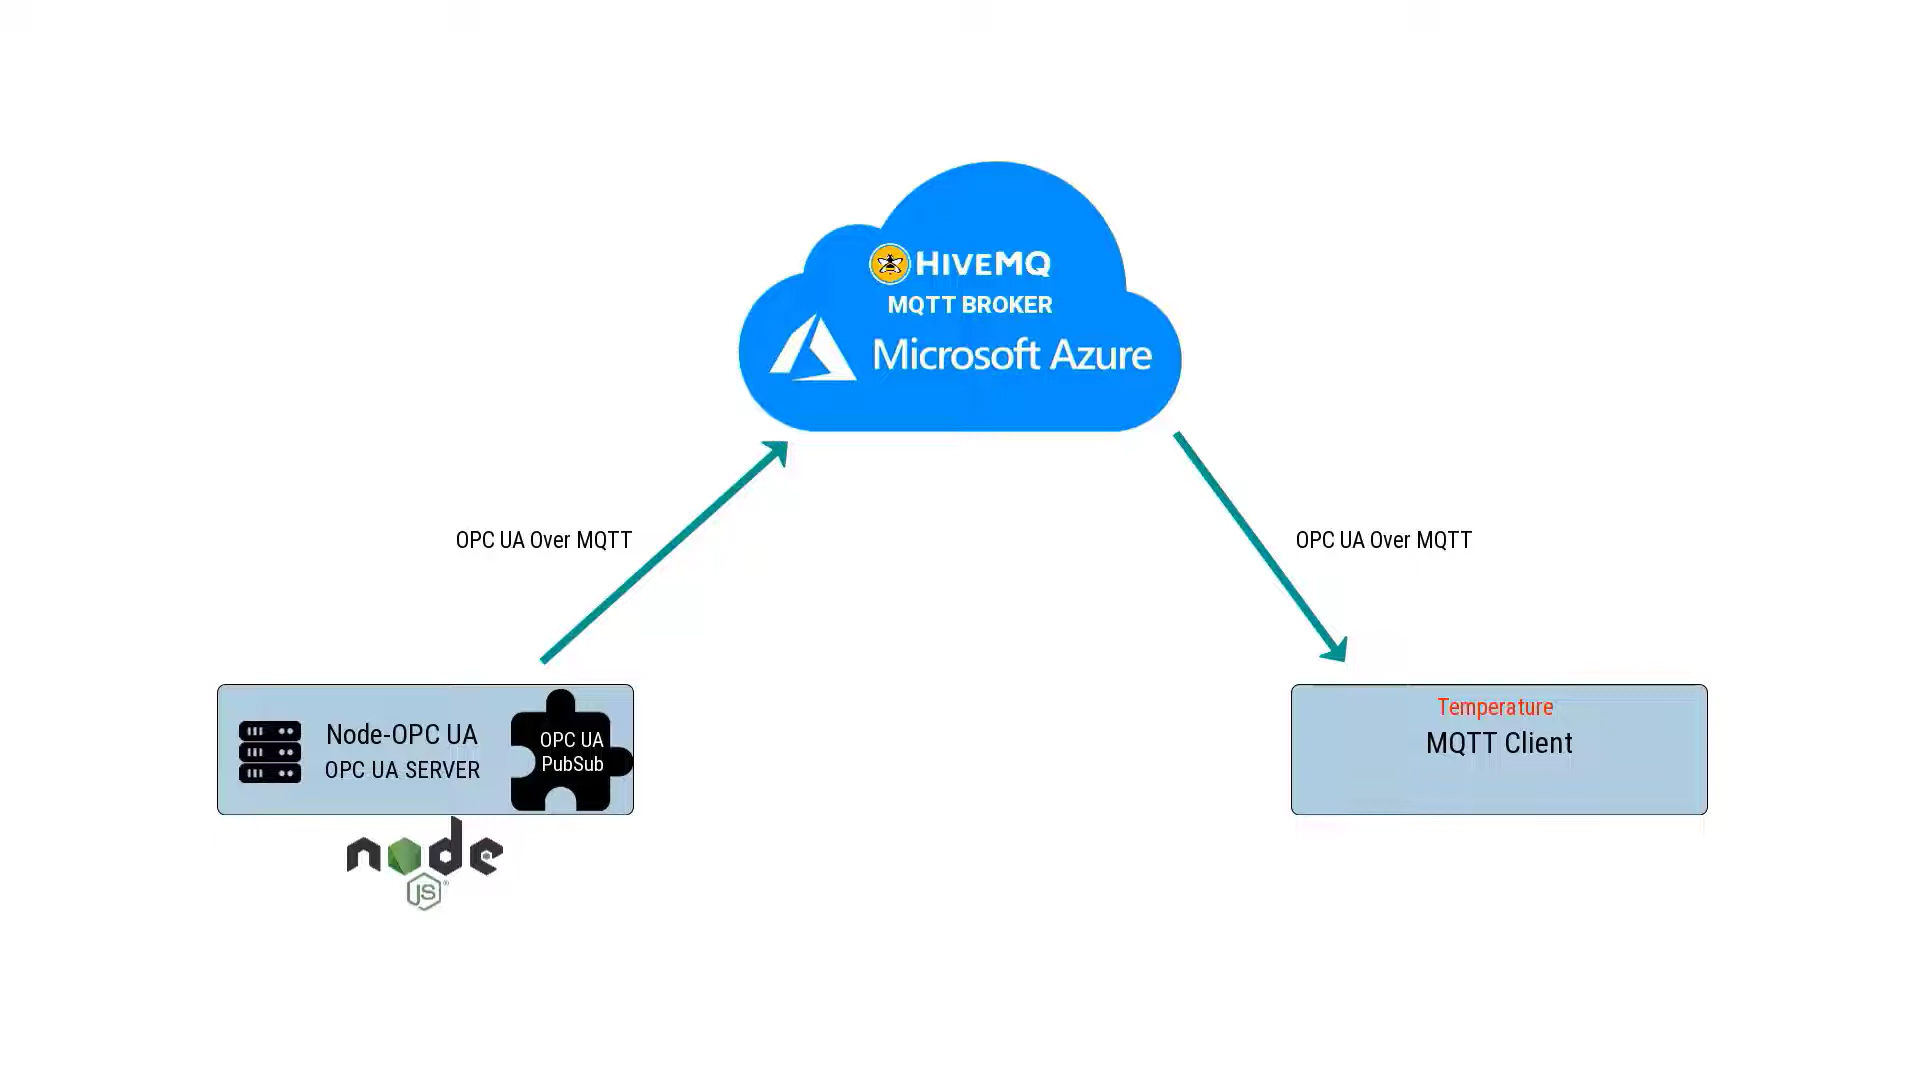 HIVEMQ
MQTT BROKER
Microsoft Azure
OPC UA Over MQTT
OPC UA Over MQTT
Node-OPC UA
OPC UA SERVER
OPC UA
PubSub
Temperature
MQTT Client
node
JS